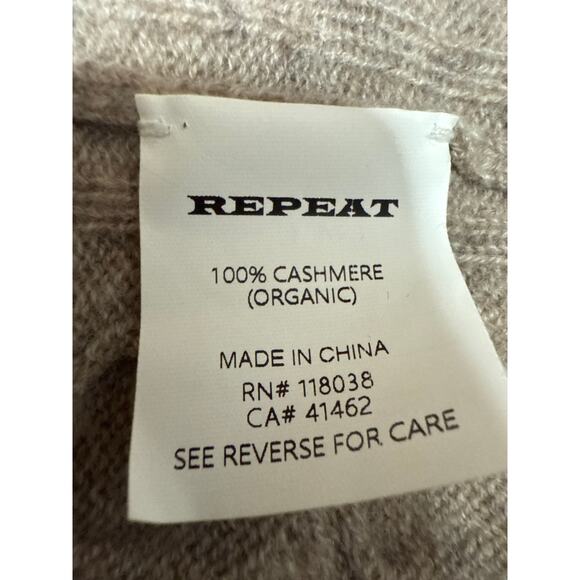 REPEAT
100% CASHMERE
(ORGANIC)
MADE IN CHINA
RN# 118038
CA# 41462
SEE REVERSE FOR CARE